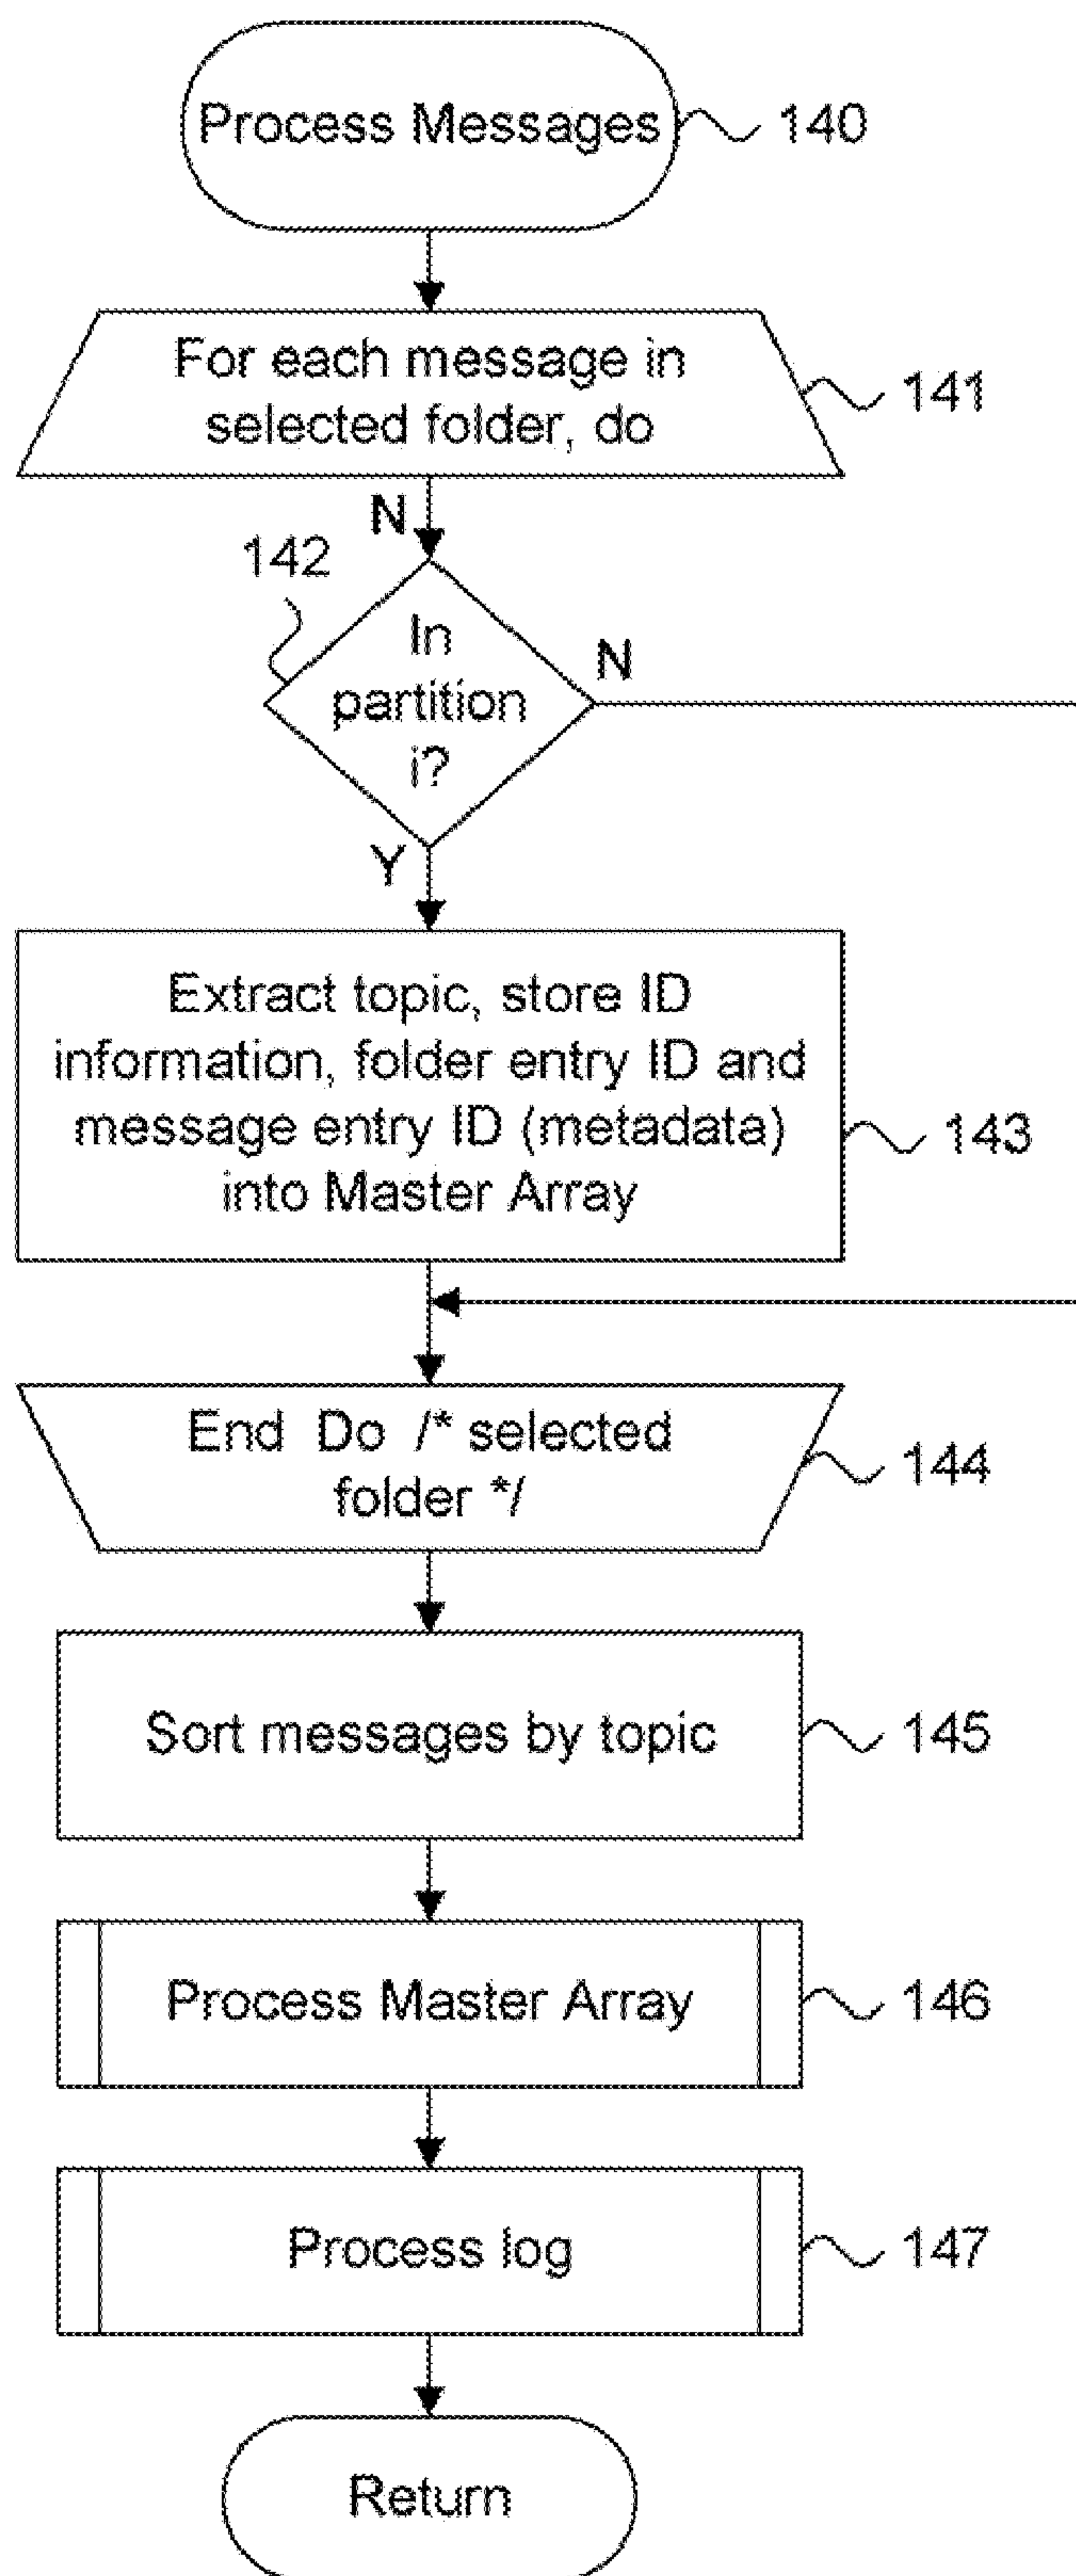 Process Messages
140
For each message in
selected folder, do
141
N
142
In
partition
i?
N
Y
Extract topic, store ID
information, folder entry ID and
message entry ID (metadata)
into Master Array
143
End Do /* selected
folder */
144
Sort messages by topic
145
Process Master Array
146
Process log
147
Return